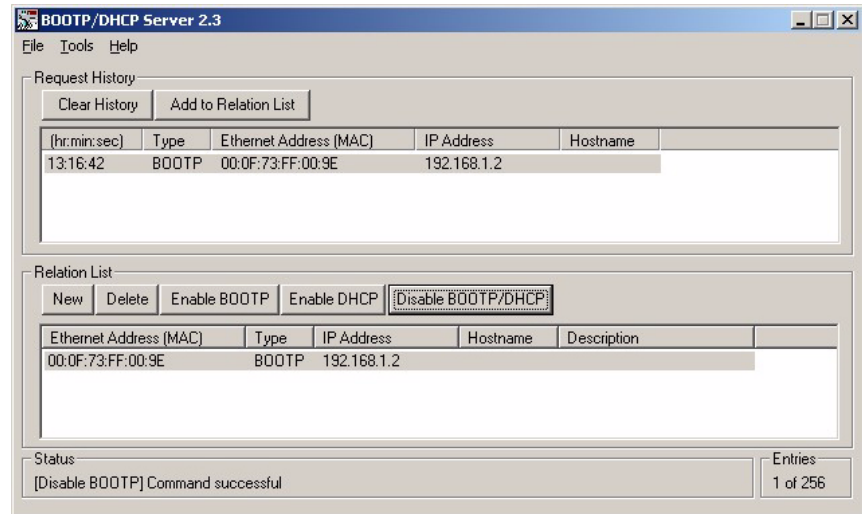 BOOTP/DHCP Server 2.3
File Tools Help
Request History
Clear History Add to Relation List
(hr:min:sec) Type Ethernet Address (MAC) IP Address Hostname
13:16:42 BOOTP 00:0F:73:FF:00:9E 192.168.1.2
Relation List
New Delete Enable BOOTP Enable DHCP Disable BOOTP/DHCP
Ethernet Address (MAC) Type IP Address Hostname Description
00:0F:73:FF:00:9E BOOTP 192.168.1.2
Status
[Disable BOOTP] Command successful
Entries
1 of 256